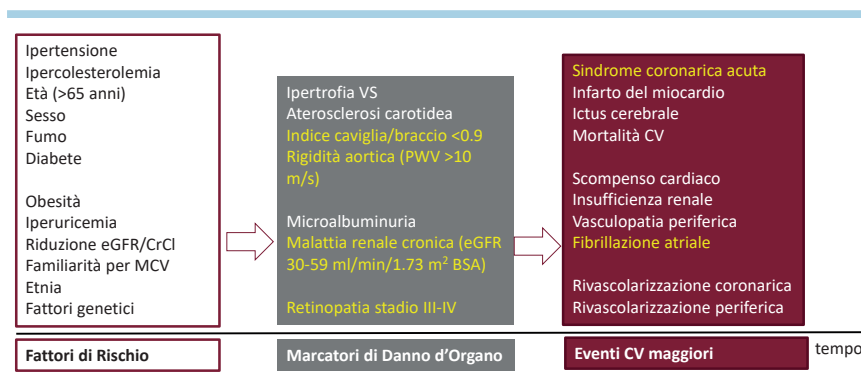 Ipertensione
Ipercolesterolemia
Età (>65 anni)
Sesso
Fumo
Diabete
Obesità
Iperuricemia
Riduzione eGFR/CrCl
Familiarità per MCV
Etnia
Fattori genetici
Fattori di Rischio
Ipertrofia VS
Aterosclerosi carotidea
Indice caviglia/braccio <0.9
Rigidità aortica (PWV >10
m/s)
Microalbuminuria
Malattia renale cronica (eGFR
30-59 ml/min/1.73 m² BSA)
Retinopatia stadio III-IV
Marcatori di Danno d'Organo
Sindrome coronarica acuta
Infarto del miocardio
Ictus cerebrale
Mortalità CV
Scompenso cardiaco
Insufficienza renale
Vasculopatia periferica
Fibrillazione atriale
Rivascolarizzazione coronarica
Rivascolarizzazione periferica
Eventi CV maggiori
tempo